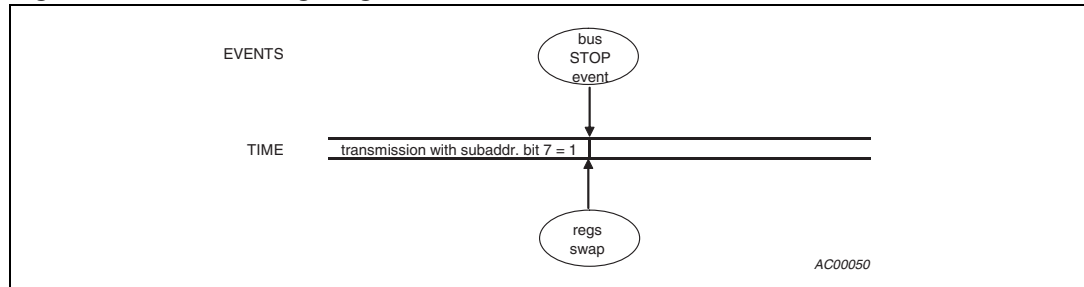 bus
EVENTS STOP
event
TIME transmission with subaddr. bit 7 = 1
regs
swap
AC00050